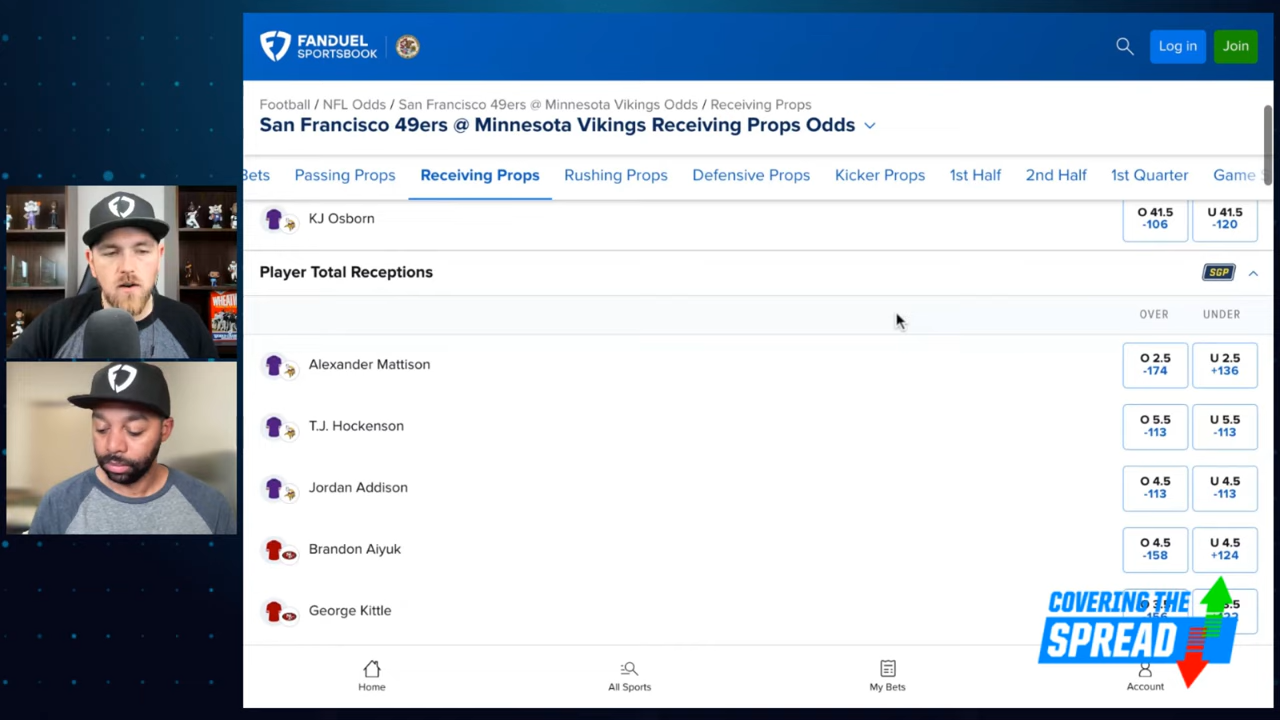 FANDUEL
SPORTSBOOK
Log in
Join
Football / NFL Odds / San Francisco 49ers @ Minnesota Vikings Odds / Receiving Props
San Francisco 49ers @ Minnesota Vikings Receiving Props Odds
Bets
Passing Props
Receiving Props
Rushing Props
Defensive Props
Kicker Props
1st Half
2nd Half
1st Quarter
Game
KJ Osborn
O 41.5
-106
U 41.5
-120
Player Total Receptions
SGP
OVER
UNDER
Alexander Mattison
O 2.5
-174
U 2.5
+136
T.J. Hockenson
O 5.5
-113
U 5.5
-113
Jordan Addison
O 4.5
-113
U 4.5
-113
Brandon Aiyuk
O 4.5
-158
U 4.5
+124
George Kittle
COVERING THE
SPREAD
Home
All Sports
My Bets
Account